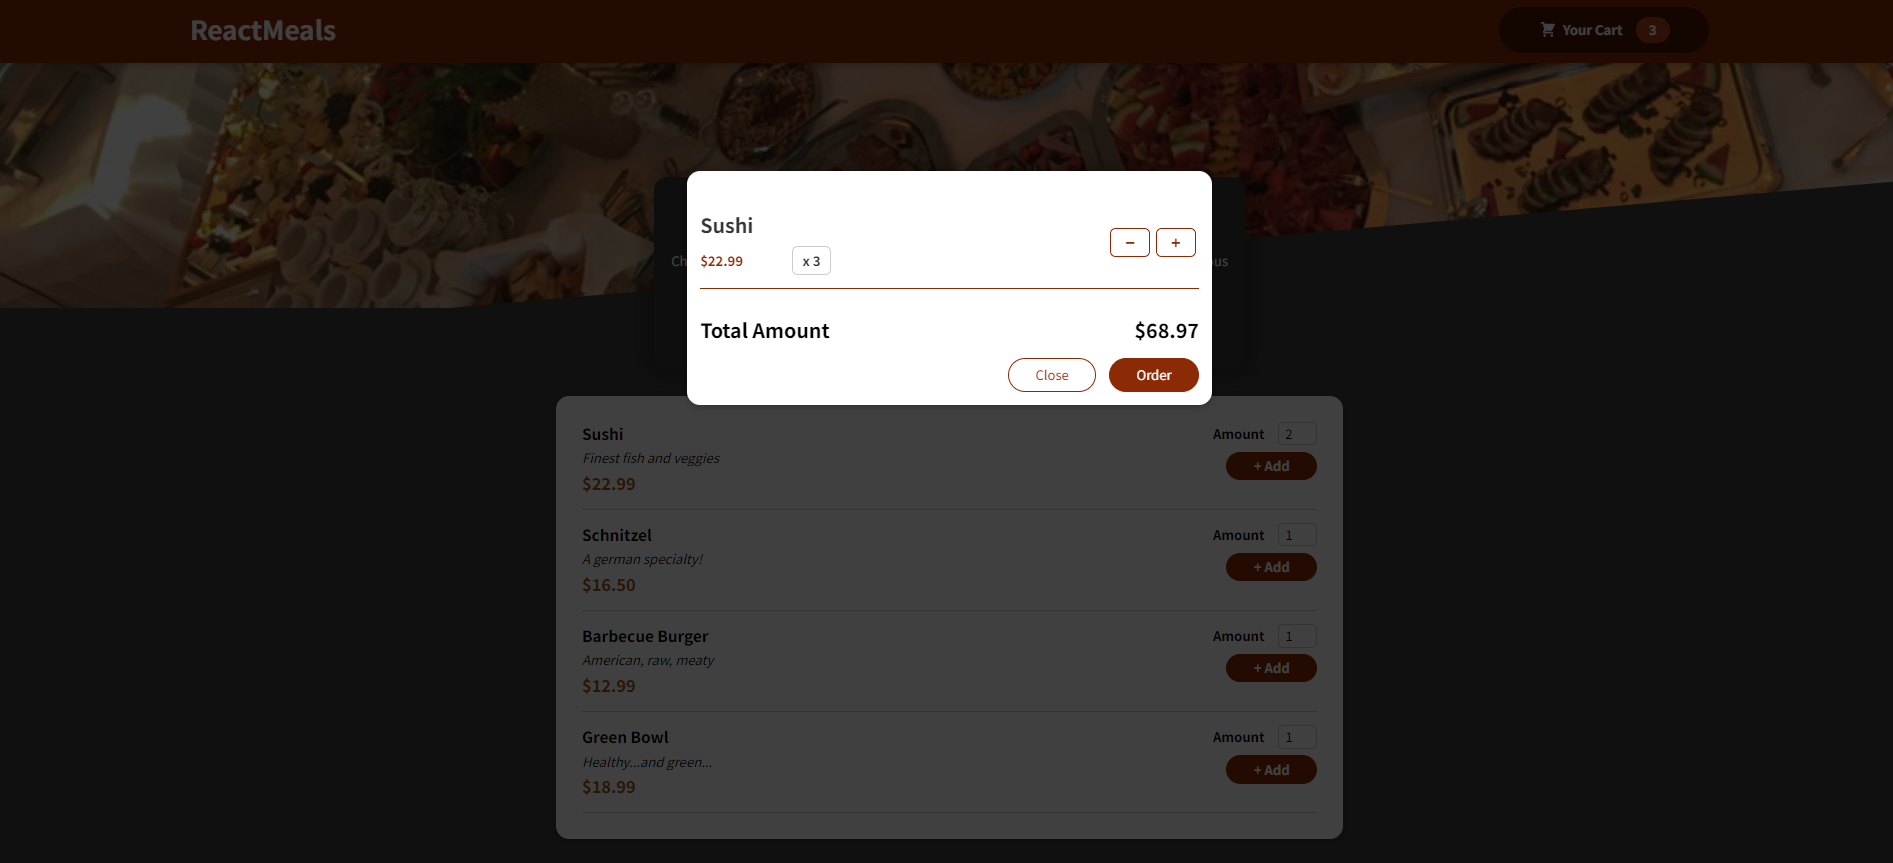 ReactMeals
Your Cart 3
Sushi
− +
$22.99 x 3
Total Amount $68.97
Close Order
Sushi Amount 2
Finest fish and veggies
+ Add
$22.99
Schnitzel Amount 1
A german specialty!
+ Add
$16.50
Barbecue Burger Amount 1
American, raw, meaty
+ Add
$12.99
Green Bowl Amount 1
Healthy...and green...
+ Add
$18.99